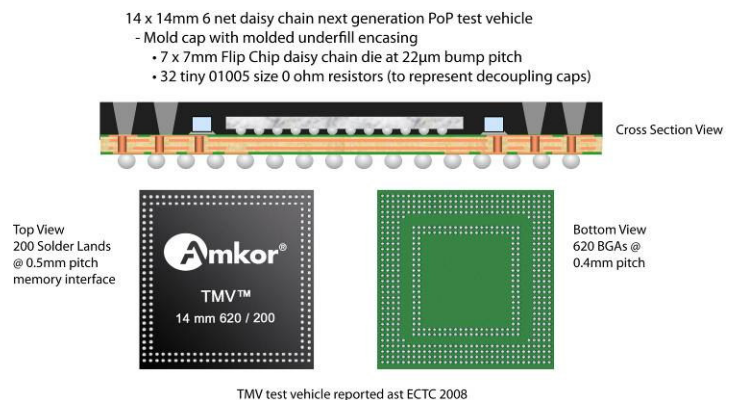 14 x 14mm 6 net daisy chain next generation PoP test vehicle
- Mold cap with molded underfill encasing
• 7 x 7mm Flip Chip daisy chain die at 22µm bump pitch
• 32 tiny 01005 size 0 ohm resistors (to represent decoupling caps)
Cross Section View
Top View
200 Solder Lands
@ 0.5mm pitch
memory interface
Amkor®
TMV™
14 mm 620 / 200
Bottom View
620 BGAs @
0.4mm pitch
TMV test vehicle reported ast ECTC 2008